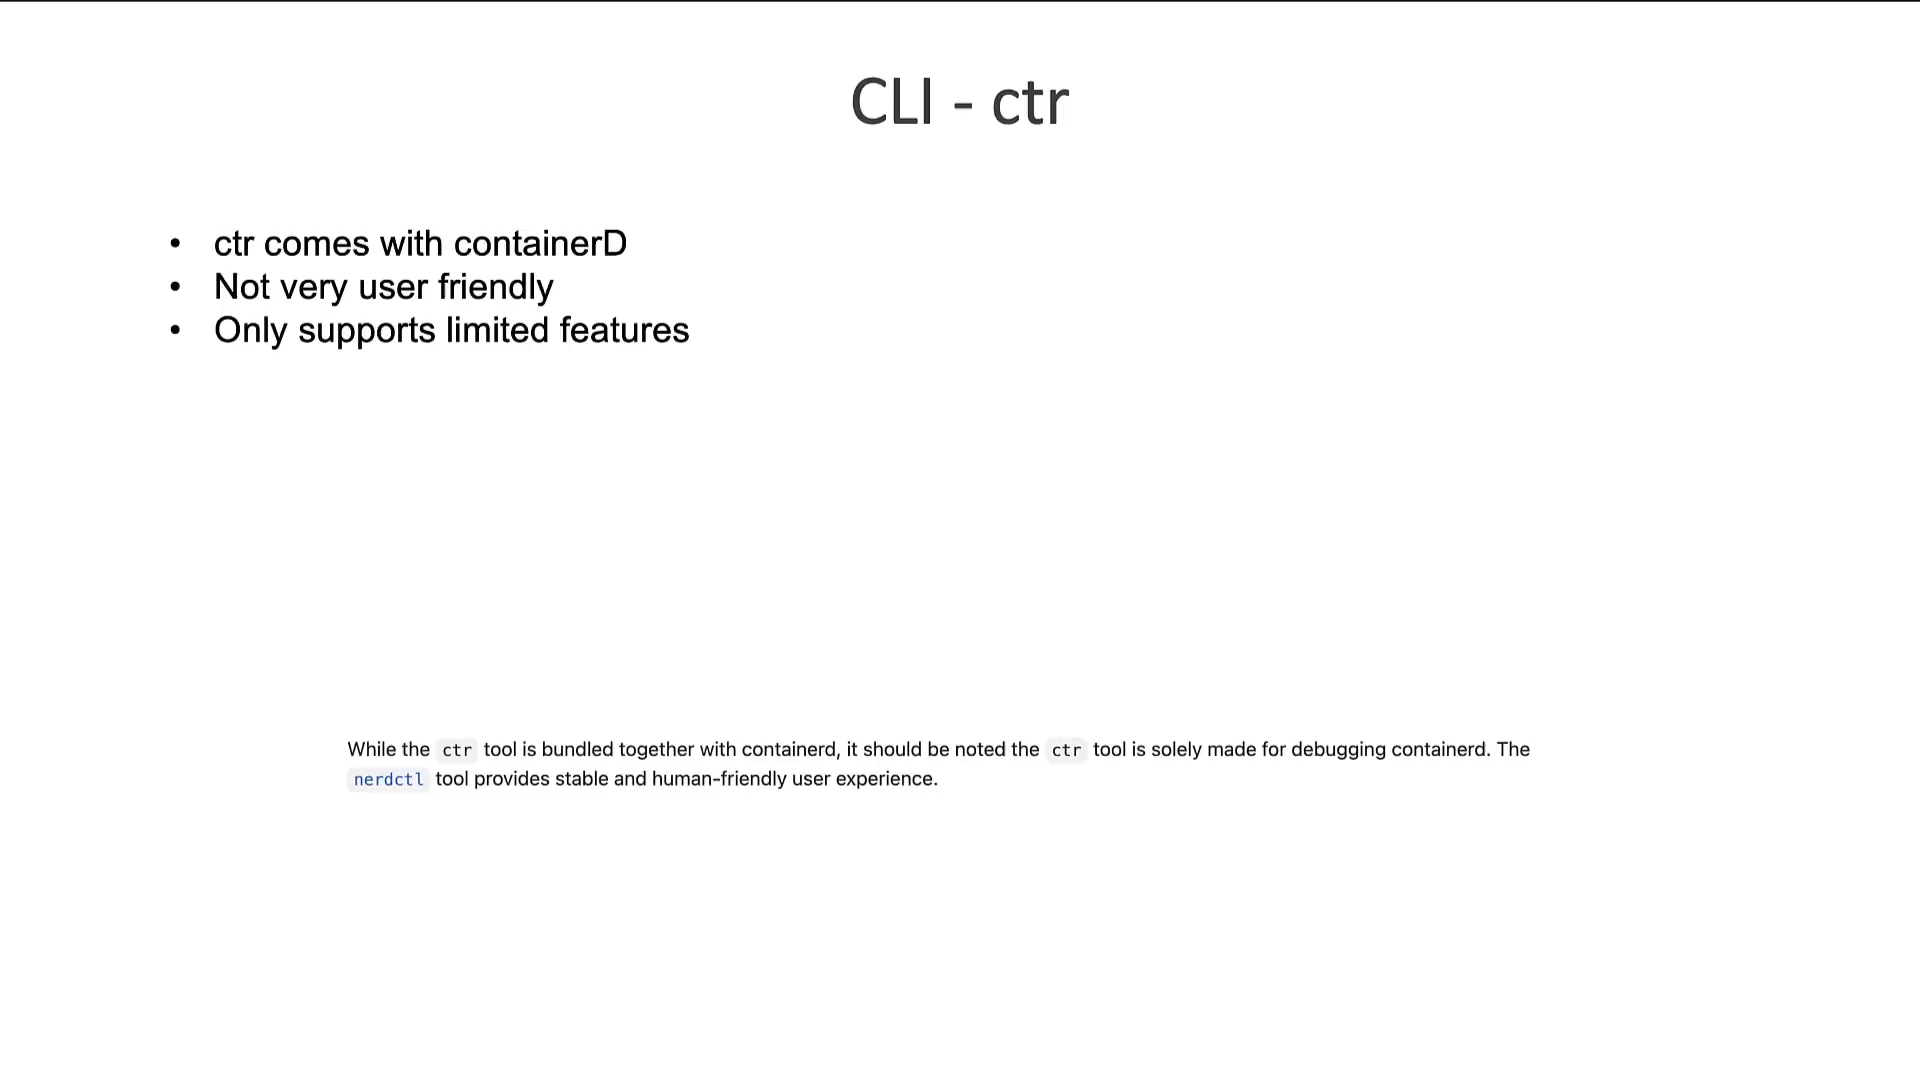 CLI - ctr
• ctr comes with containerD
• Not very user friendly
• Only supports limited features
While the ctr tool is bundled together with containerd, it should be noted the ctr tool is solely made for debugging containerd. The
nerdctl tool provides stable and human-friendly user experience.